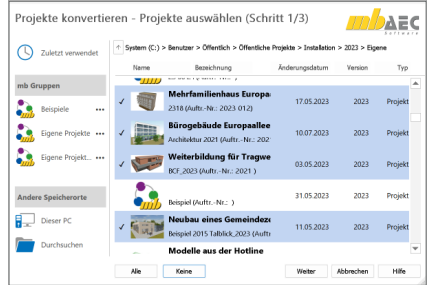 Projekte konvertieren - Projekte auswählen (Schritt 1/3)
mb AEC
Software
Zuletzt verwendet
System (C:) > Benutzer > Öffentlich > Öffentliche Projekte > Installation > 2023 > Eigene
Name Bezeichnung Änderungsdatum Version Typ
mb Gruppen
Beispiele •••
Eigene Projekte •••
Eigene Projekt... •••
Andere Speicherorte
Dieser PC
Durchsuchen
Mehrfamilienhaus Europa
2318 (Auftr.-Nr.: 2023 012)
17.05.2023 2023 Projekt
Bürogebäude Europaallee
Architektur 2021 (Auftr.-Nr.: 202
10.07.2023 2023 Projekt
Weiterbildung für Tragwe
BCF_2023 (Auftr.-Nr.: 2021 )
03.05.2023 2023 Projekt
mb
Beispiel (Auftr.-Nr.: )
31.05.2023 2023 Projekt
Neubau eines Gemeindeze
Beispiel 2015 Talblick_2023 (Auftr
11.05.2023 2023 Projekt
Modelle aus der Hotline
Alle Keine Weiter Abbrechen Hilfe